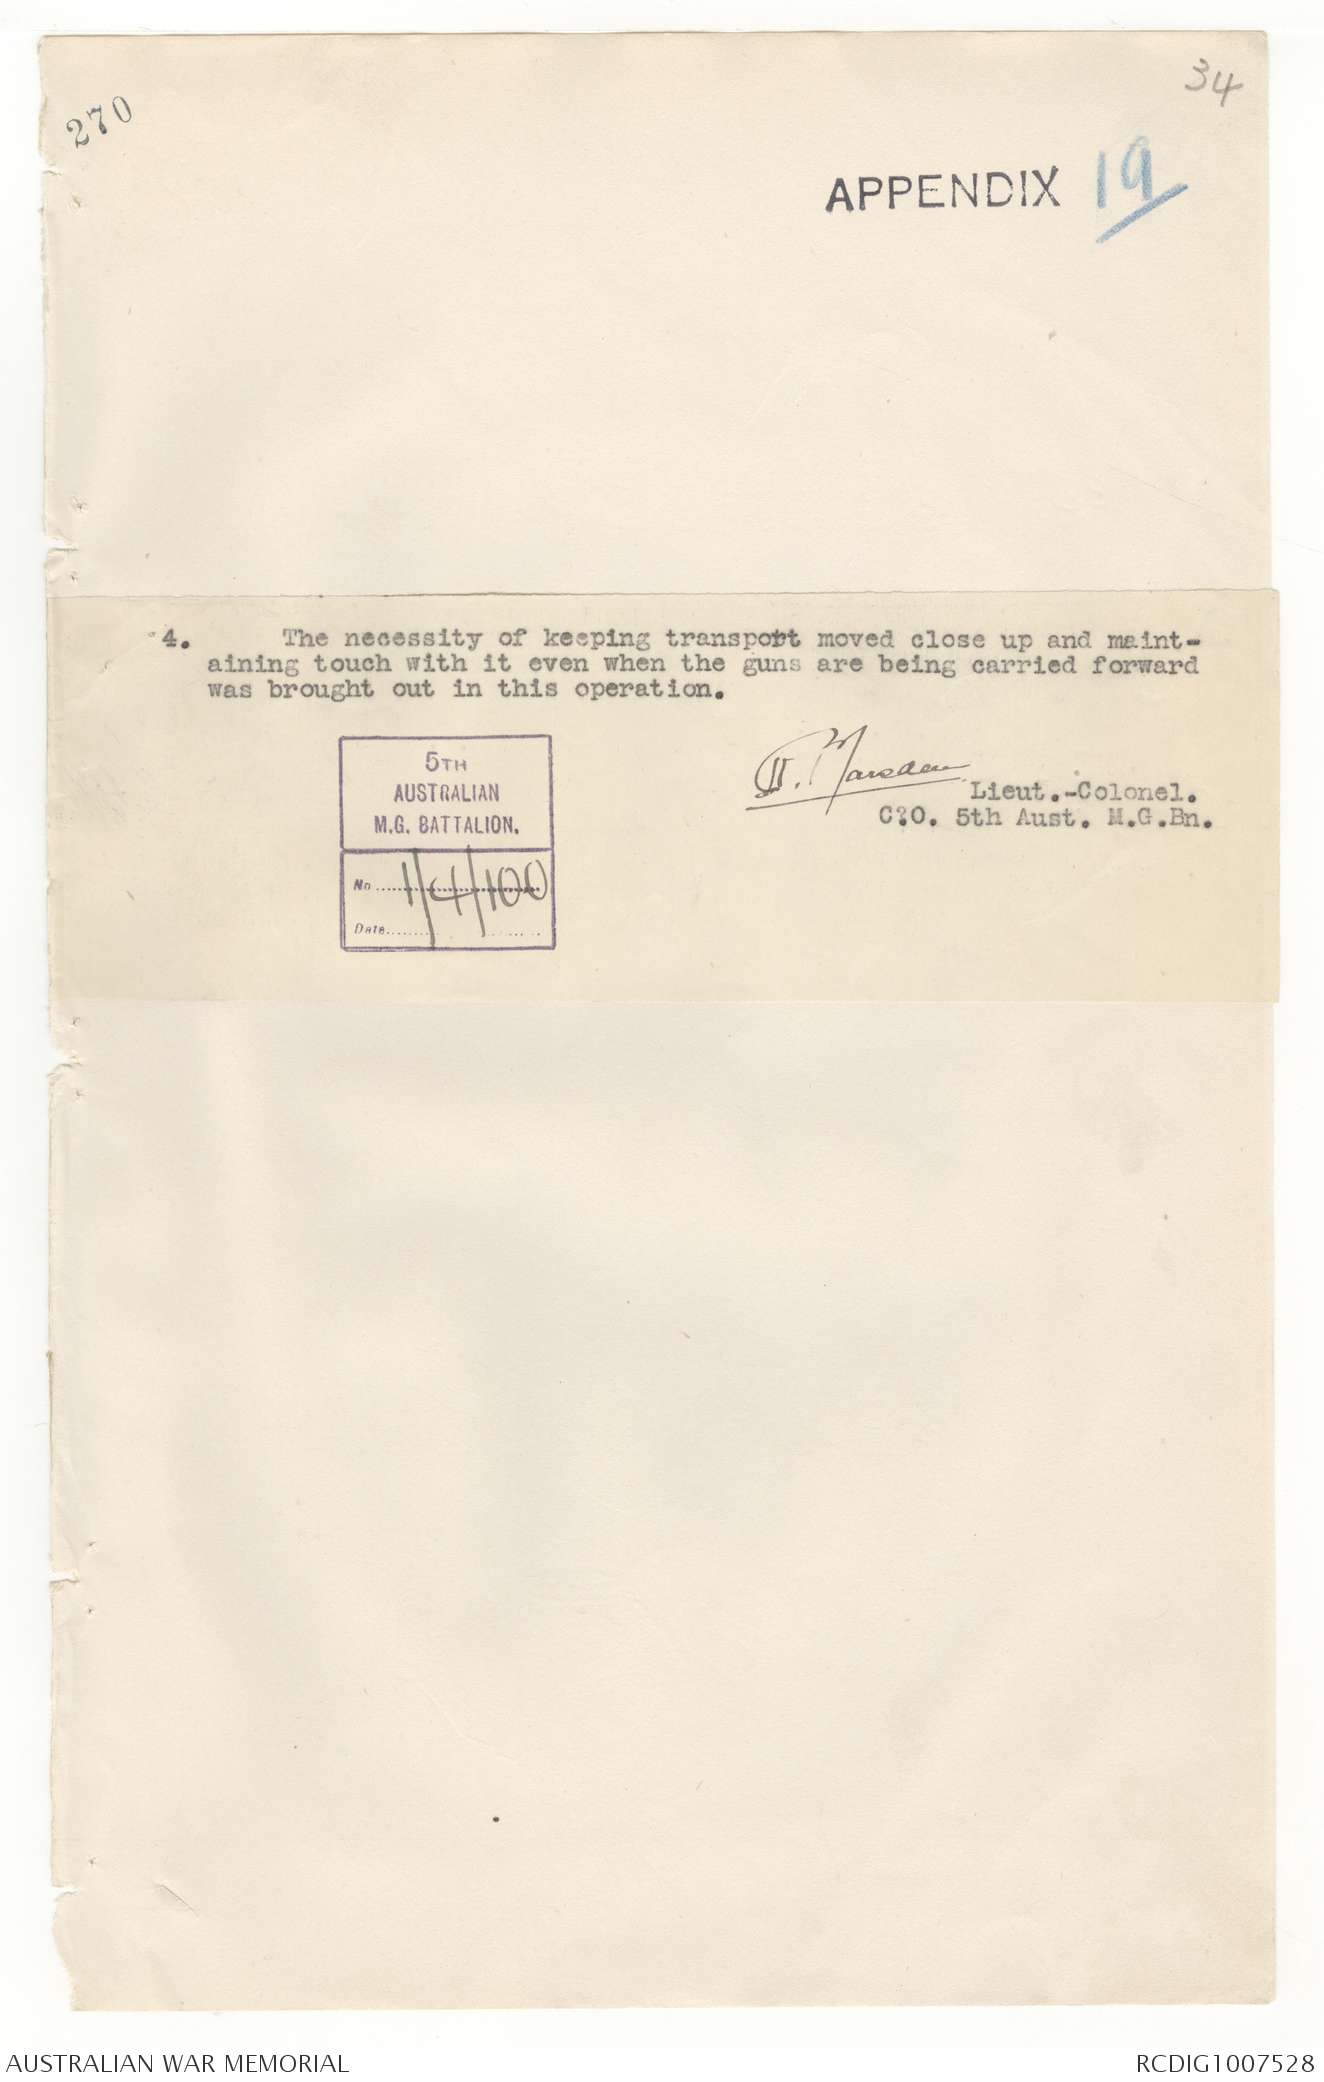 34
270
APPENDIX 19
4. The necessity of keeping transport moved close up and maint-
aining touch with it even when the guns are being carried forward
was brought out in this operation.
5TH
AUSTRALIAN
M.G. BATTALION.
No. 1/4/100
Date
Marsden
Lieut.-Colonel.
C?O. 5th Aust. M.G.Bn.
AUSTRALIAN WAR MEMORIAL
RCDIG1007528